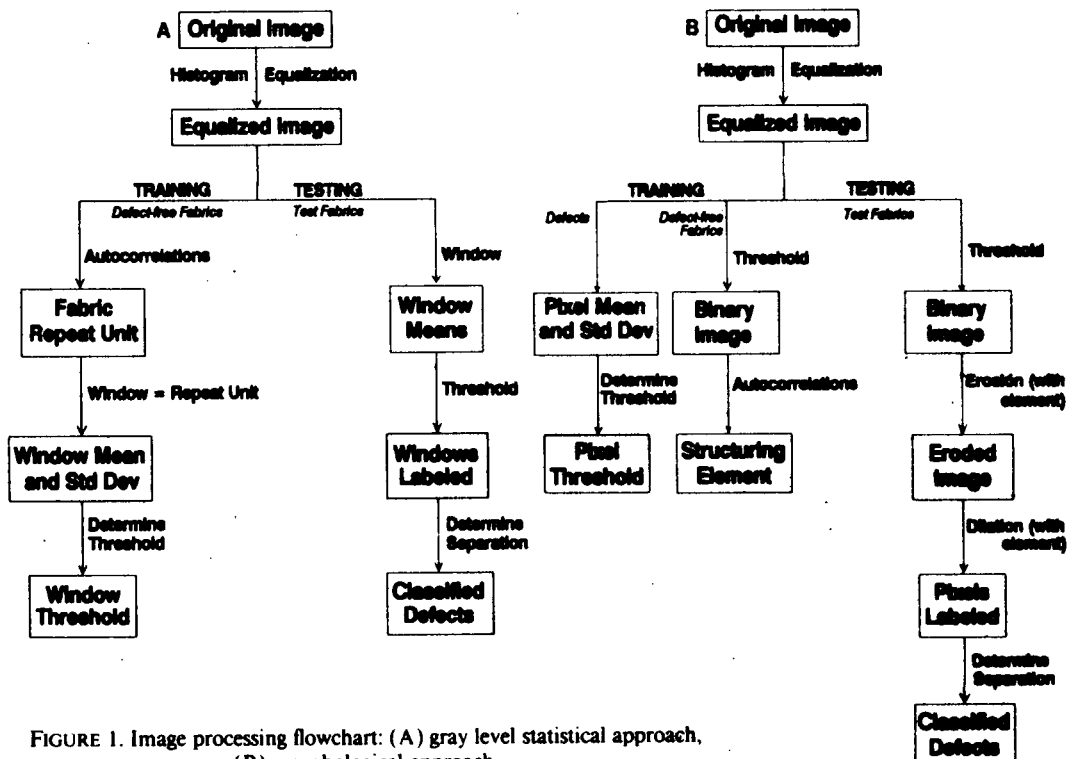 A Original Image
Histogram Equalization
Equalized Image
TRAINING
Defect-free Fabrics
TESTING
Test Fabrics
Autocorrelations
Window
Fabric
Repeat Unit
Window
Means
Window = Repeat Unit
Threshold
Window Mean
and Std Dev
Windows
Labeled
Determine
Threshold
Determine
Separation
Window
Threshold
Classified
Defects
B Original Image
Histogram Equalization
Equalized Image
TRAINING
Defects
Defect-free
Fabrics
TESTING
Test Fabrics
Threshold
Threshold
Pixel Mean
and Std Dev
Binary
Image
Binary
Image
Determine
Threshold
Autocorrelations
Erosion (with
element)
Pixel
Threshold
Structuring
Element
Eroded
Image
Dilation (with
element)
Pixels
Labeled
Determine
Separation
Classified
Defects
FIGURE 1. Image processing flowchart: (A) gray level statistical approach,